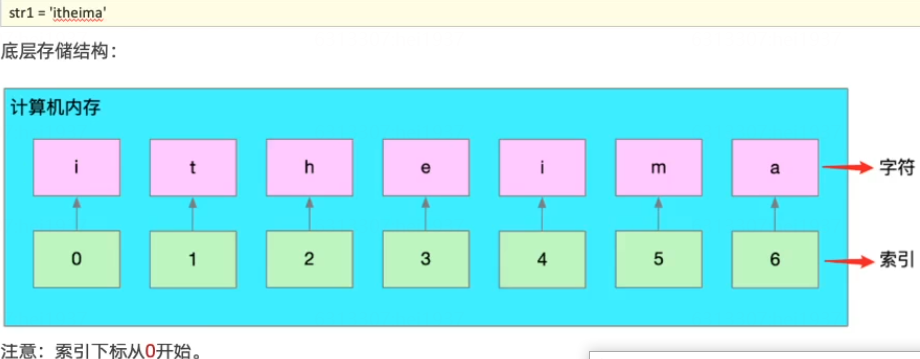 str1 = 'itheima'
底层存储结构：
计算机内存
i t h e i m a 字符
0 1 2 3 4 5 6 索引
注意：索引下标从0开始。